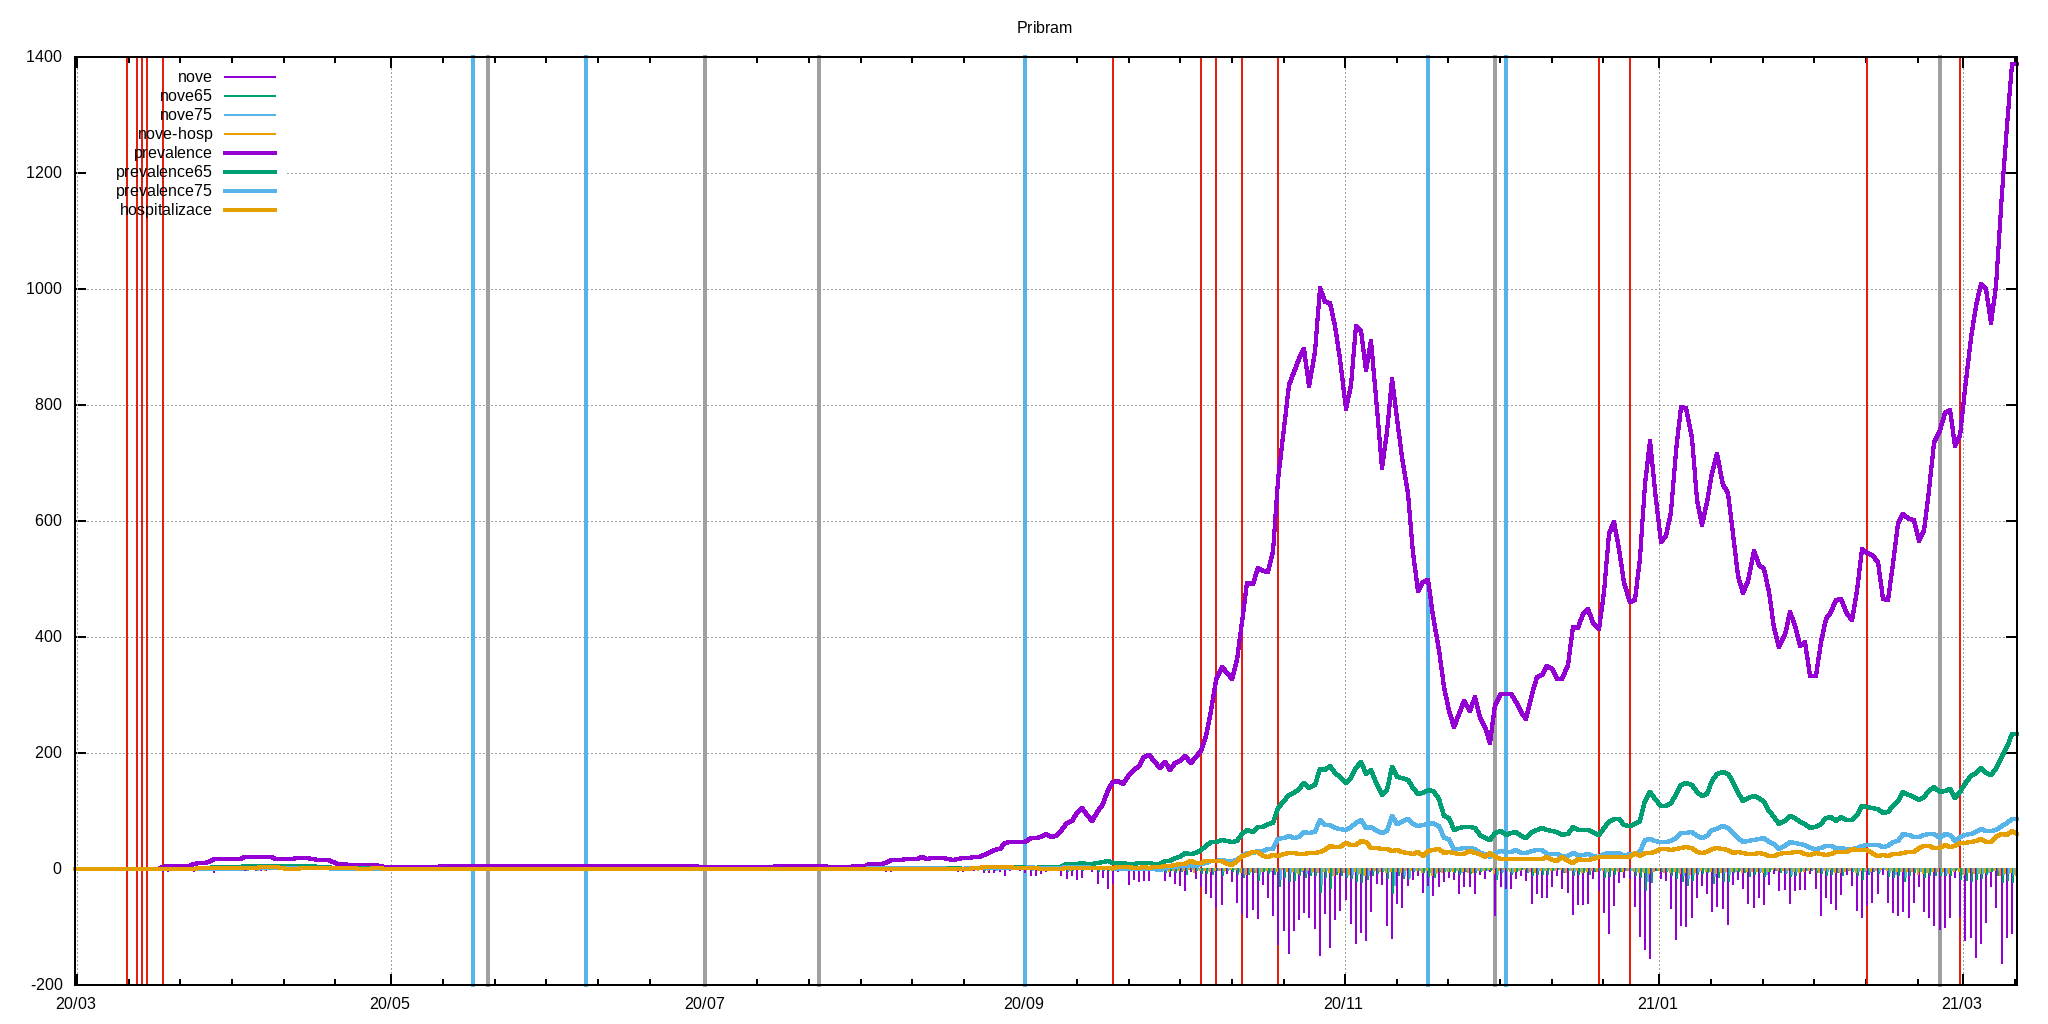 Pribram
1400
1200
1000
800
600
400
200
0
-200
nove
nove65
nove75
nove-hosp
prevalence
prevalence65
prevalence75
hospitalizace
20/03 20/05 20/07 20/09 20/11 21/01 21/03